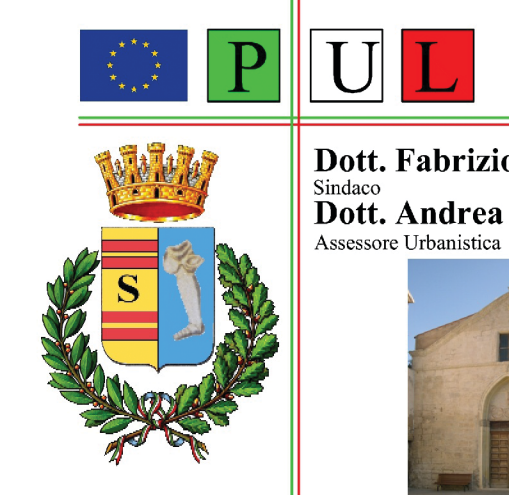 P U L
Dott. Fabrizio
Sindaco
Dott. Andrea
Assessore Urbanistica
S